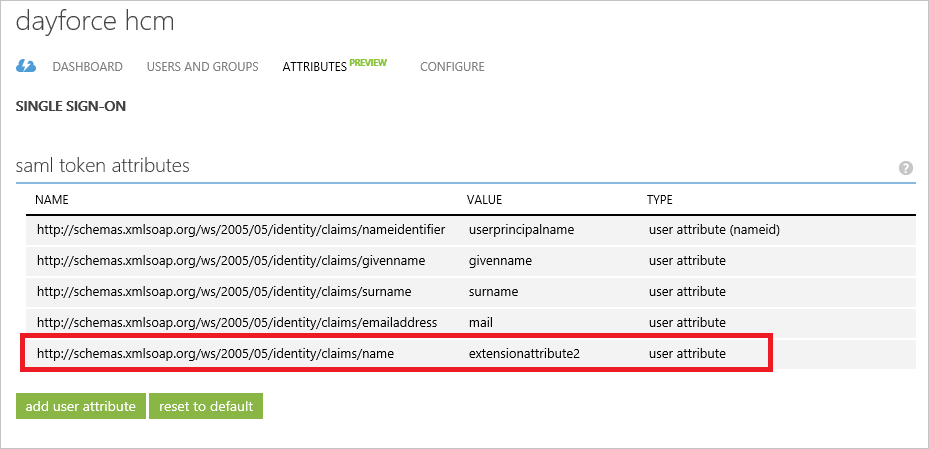 dayforce hcm
DASHBOARD USERS AND GROUPS ATTRIBUTES PREVIEW CONFIGURE
SINGLE SIGN-ON
saml token attributes ?
NAME VALUE TYPE
http://schemas.xmlsoap.org/ws/2005/05/identity/claims/nameidentifier userprincipalname user attribute (nameid)
http://schemas.xmlsoap.org/ws/2005/05/identity/claims/givenname givenname user attribute
http://schemas.xmlsoap.org/ws/2005/05/identity/claims/surname surname user attribute
http://schemas.xmlsoap.org/ws/2005/05/identity/claims/emailaddress mail user attribute
http://schemas.xmlsoap.org/ws/2005/05/identity/claims/name extensionattribute2 user attribute
add user attribute reset to default